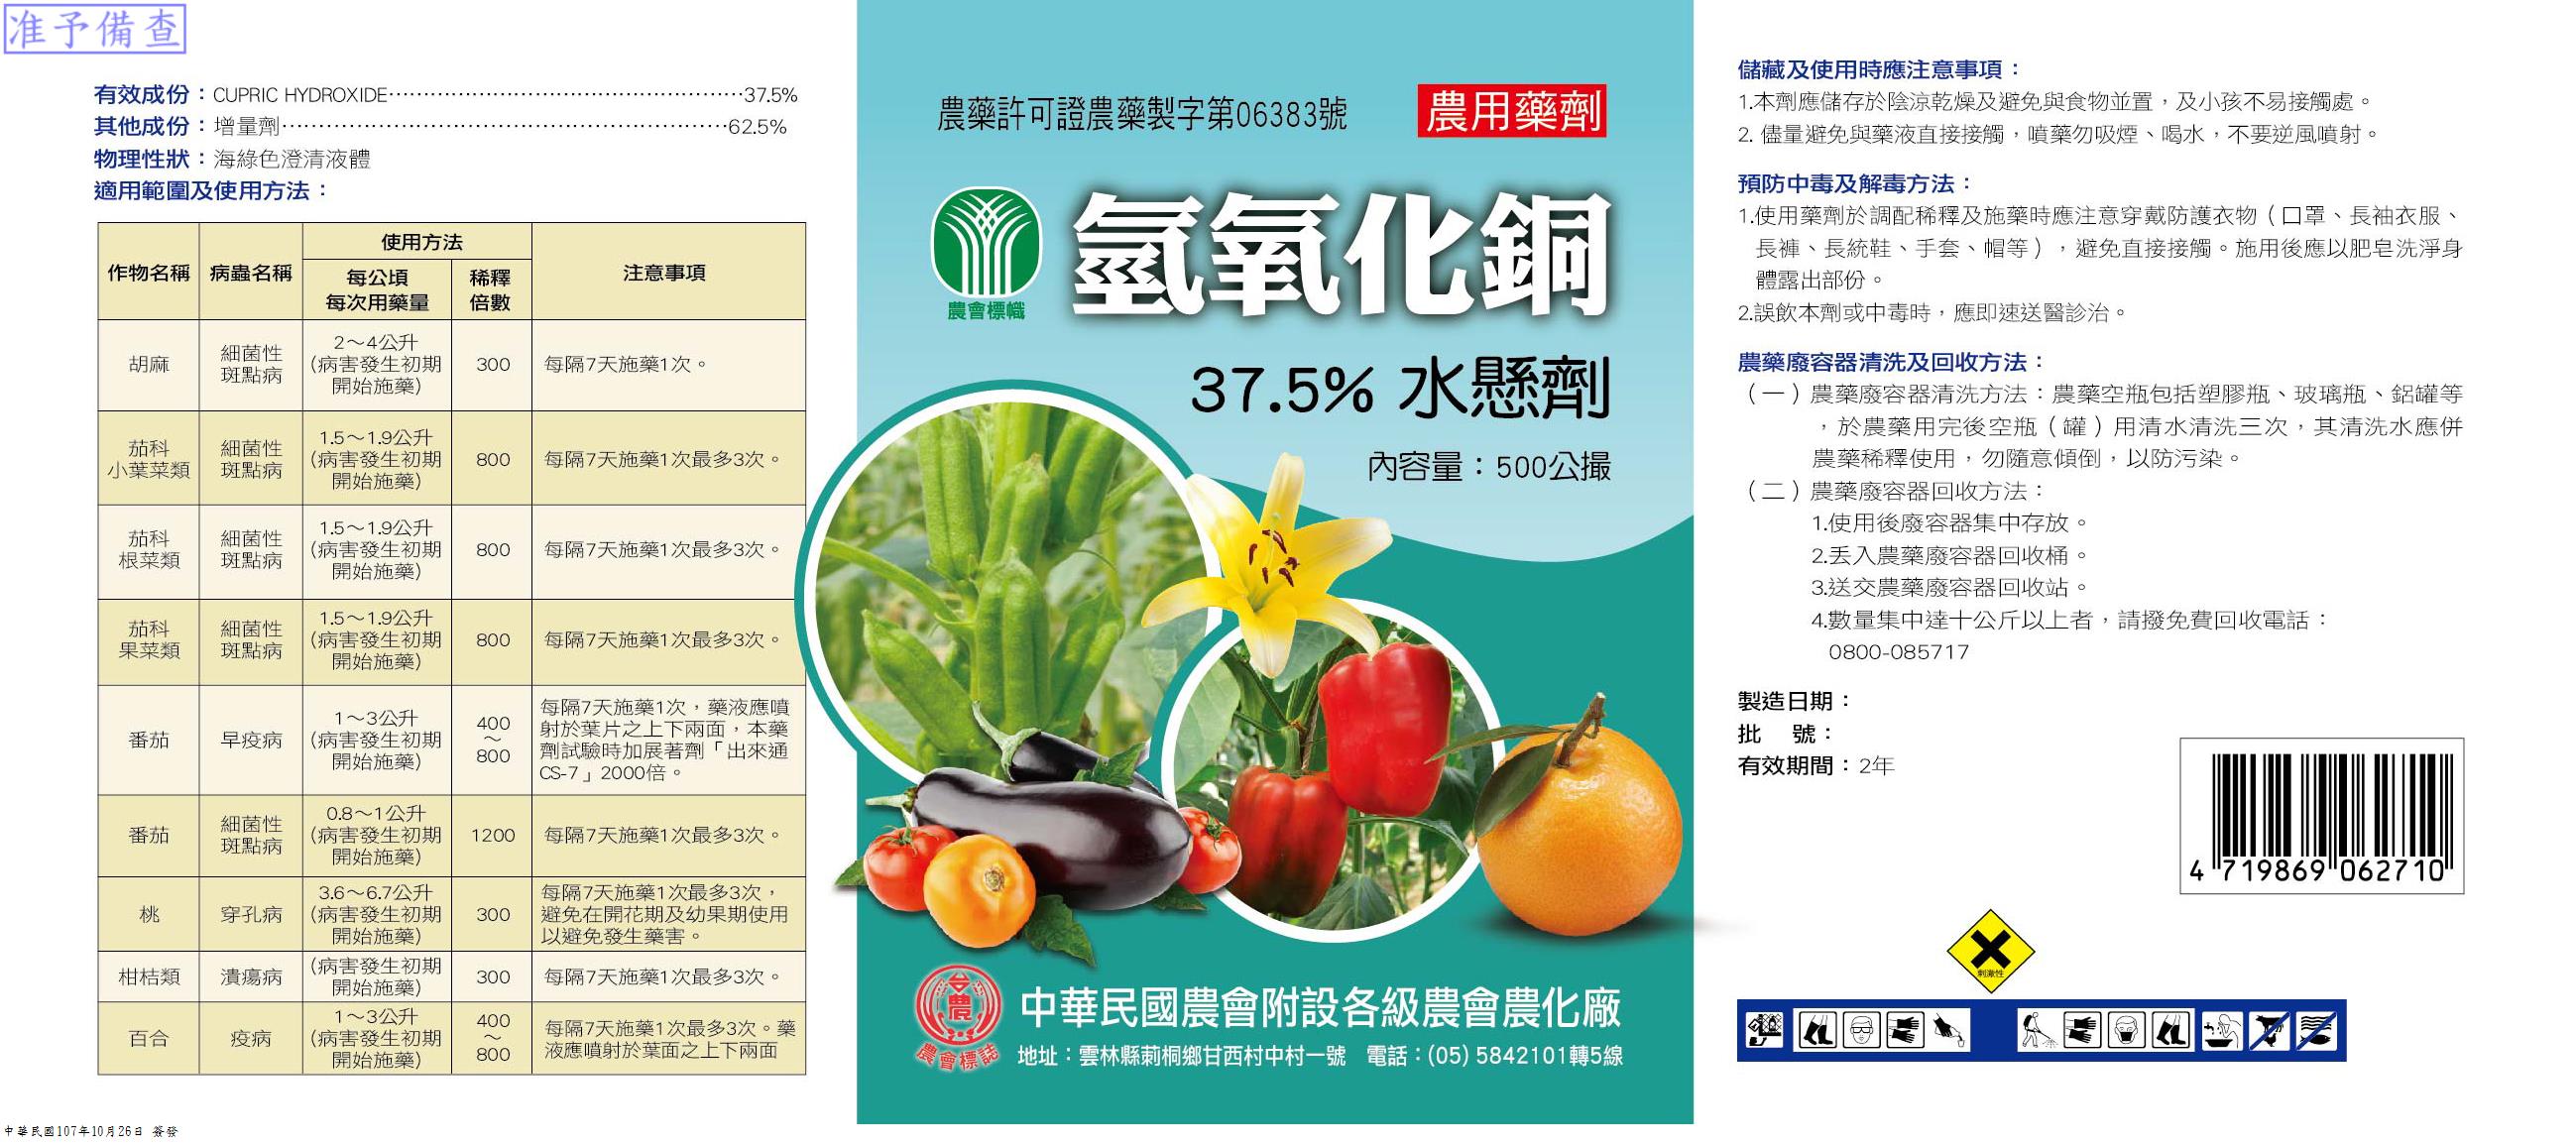 准予備查
有效成份：CUPRIC HYDROXIDE⋯⋯⋯⋯⋯⋯⋯⋯⋯⋯⋯⋯⋯⋯⋯37.5%
其他成份：增量劑⋯⋯⋯⋯⋯⋯⋯⋯⋯⋯⋯⋯⋯⋯⋯⋯⋯⋯⋯62.5%
物理性狀：海綠色澄清液體
適用範圍及使用方法：
作物名稱 病蟲名稱 使用方法 注意事項
每公頃
每次用藥量
稀釋
倍數
胡麻
細菌性
斑點病
2～4公升
(病害發生初期
開始施藥)
300
每隔7天施藥1次。
茄科
小葉菜類
細菌性
斑點病
1.5～1.9公升
(病害發生初期
開始施藥)
800
每隔7天施藥1次最多3次。
茄科
根菜類
細菌性
斑點病
1.5～1.9公升
(病害發生初期
開始施藥)
800
每隔7天施藥1次最多3次。
茄科
果菜類
細菌性
斑點病
1.5～1.9公升
(病害發生初期
開始施藥)
800
每隔7天施藥1次最多3次。
番茄
早疫病
1～3公升
(病害發生初期
開始施藥)
400
～
800
每隔7天施藥1次，藥液應噴
射於葉片之上下兩面，本藥
劑試驗時加展著劑「出來通
CS-7」2000倍。
番茄
細菌性
斑點病
0.8～1公升
(病害發生初期
開始施藥)
1200
每隔7天施藥1次最多3次。
桃
穿孔病
3.6～6.7公升
(病害發生初期
開始施藥)
300
每隔7天施藥1次最多3次，
避免在開花期及幼果期使用
以避免發生藥害。
柑桔類
潰瘍病
(病害發生初期
開始施藥)
300
每隔7天施藥1次最多3次。
百合
疫病
1～3公升
(病害發生初期
開始施藥)
400
～
800
每隔7天施藥1次最多3次。藥
液應噴射於葉面之上下兩面
中華民國107年10月26日 簽發
農藥許可證農藥製字第06383號
農用藥劑
農會標幟
氫氧化銅
37.5% 水懸劑
內容量：500公撮
台
農
農會標誌
中華民國農會附設各級農會農化廠
地址：雲林縣莿桐鄉甘西村中村一號 電話：(05) 5842101轉5線
儲藏及使用時應注意事項：
1.本劑應儲存於陰涼乾燥及避免與食物並置，及小孩不易接觸處。
2. 儘量避免與藥液直接接觸，噴藥勿吸煙、喝水，不要逆風噴射。
預防中毒及解毒方法：
1.使用藥劑於調配稀釋及施藥時應注意穿戴防護衣物（口罩、長袖衣服、
長褲、長統鞋、手套、帽等），避免直接接觸。施用後應以肥皂洗淨身
體露出部份。
2.誤飲本劑或中毒時，應即速送醫診治。
農藥廢容器清洗及回收方法：
（一）農藥廢容器清洗方法：農藥空瓶包括塑膠瓶、玻璃瓶、鋁罐等
，於農藥用完後空瓶（罐）用清水清洗三次，其清洗水應併
農藥稀釋使用，勿隨意傾倒，以防污染。
（二）農藥廢容器回收方法：
1.使用後廢容器集中存放。
2.丟入農藥廢容器回收桶。
3.送交農藥廢容器回收站。
4.數量集中達十公斤以上者，請撥免費回收電話：
0800-085717
製造日期：
批 號：
有效期間：2年
4 719869 062710
刺激性